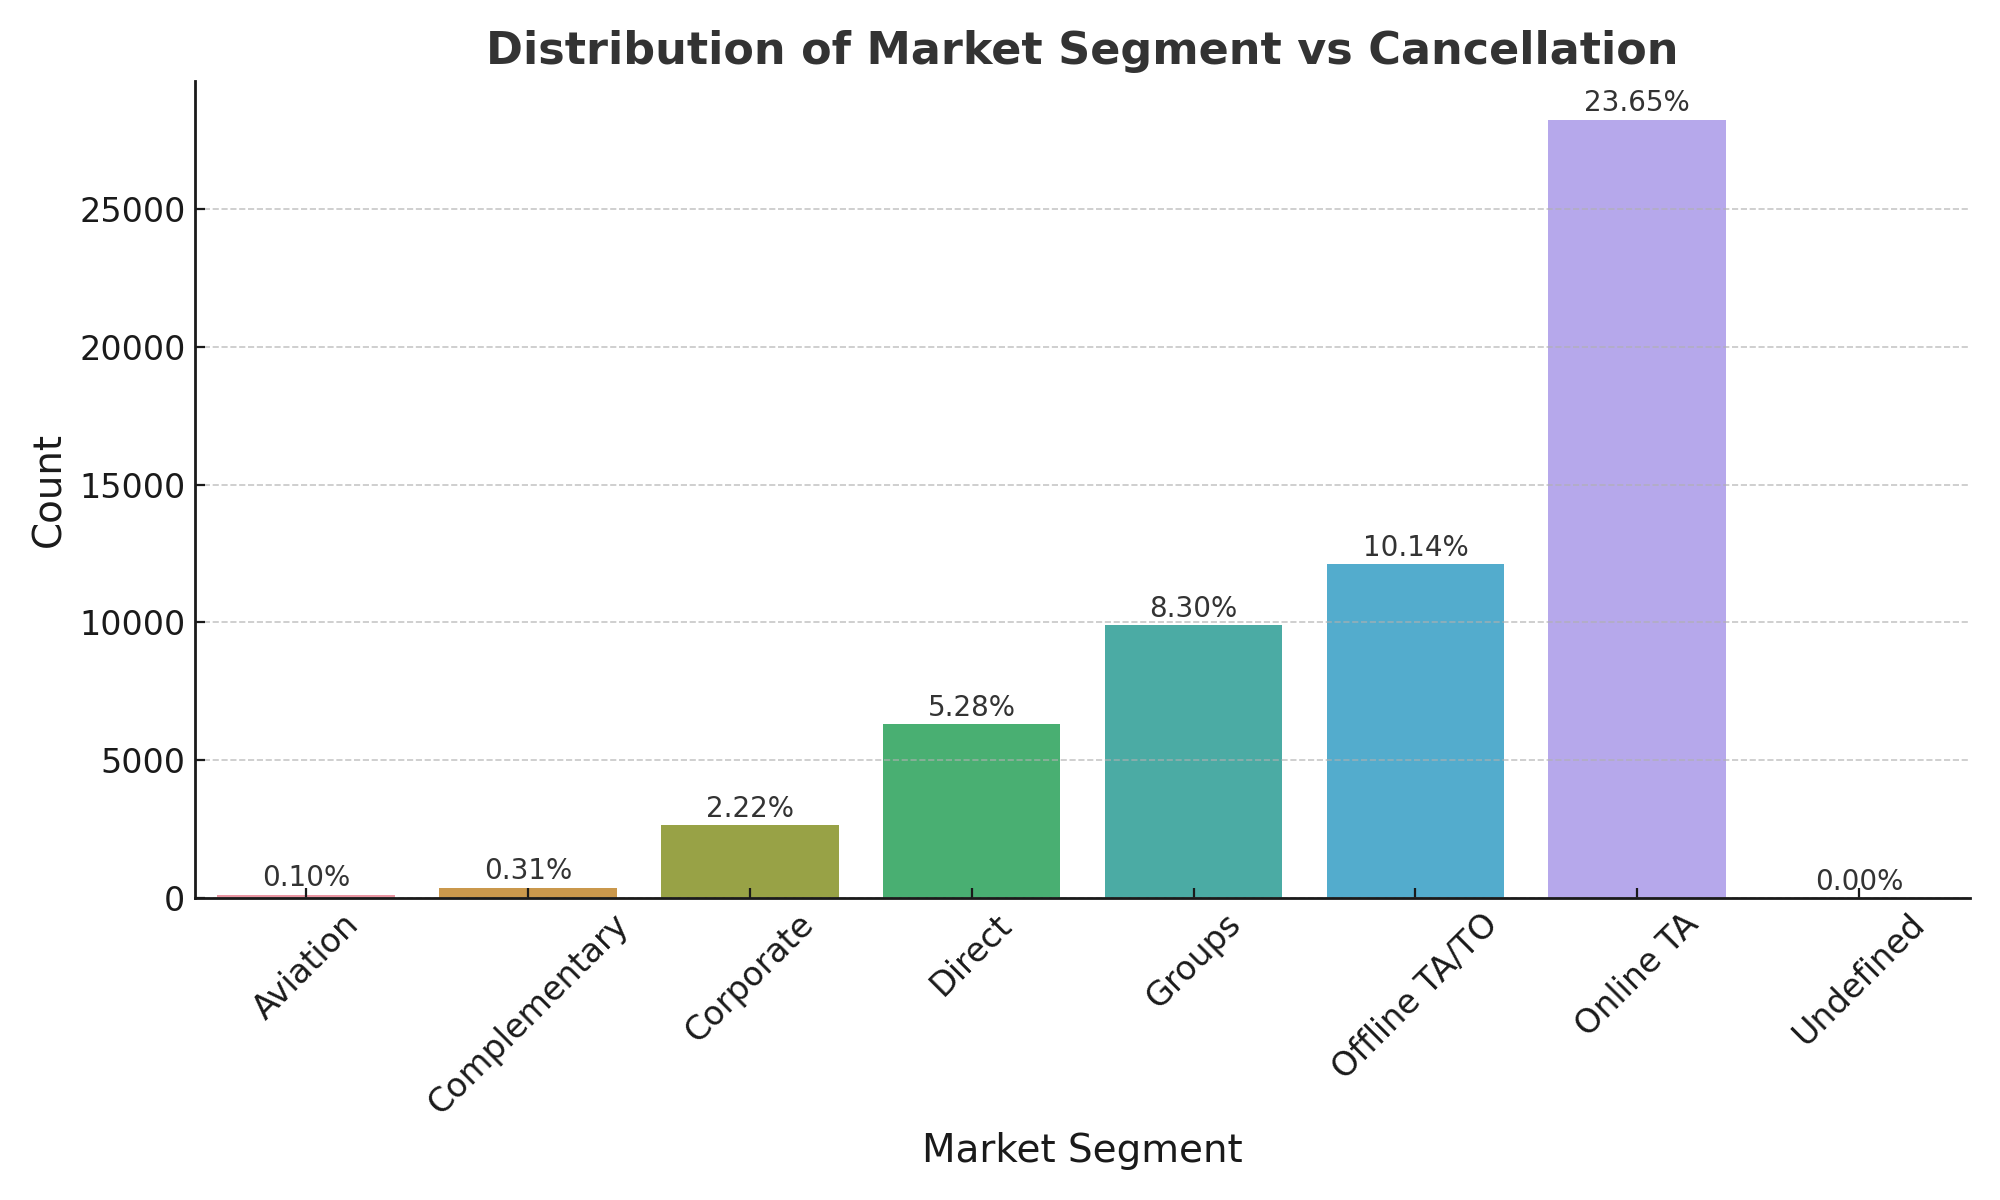 Distribution of Market Segment vs Cancellation
23.65%
25000
20000
15000
10.14%
8.30%
10000
5.28%
5000
2.22%
0.31%
0.10%
0.00%
0
Count
Aviation
Complementary
Corporate
Direct
Groups
Offline TA/TO
Online TA
Undefined
Market Segment